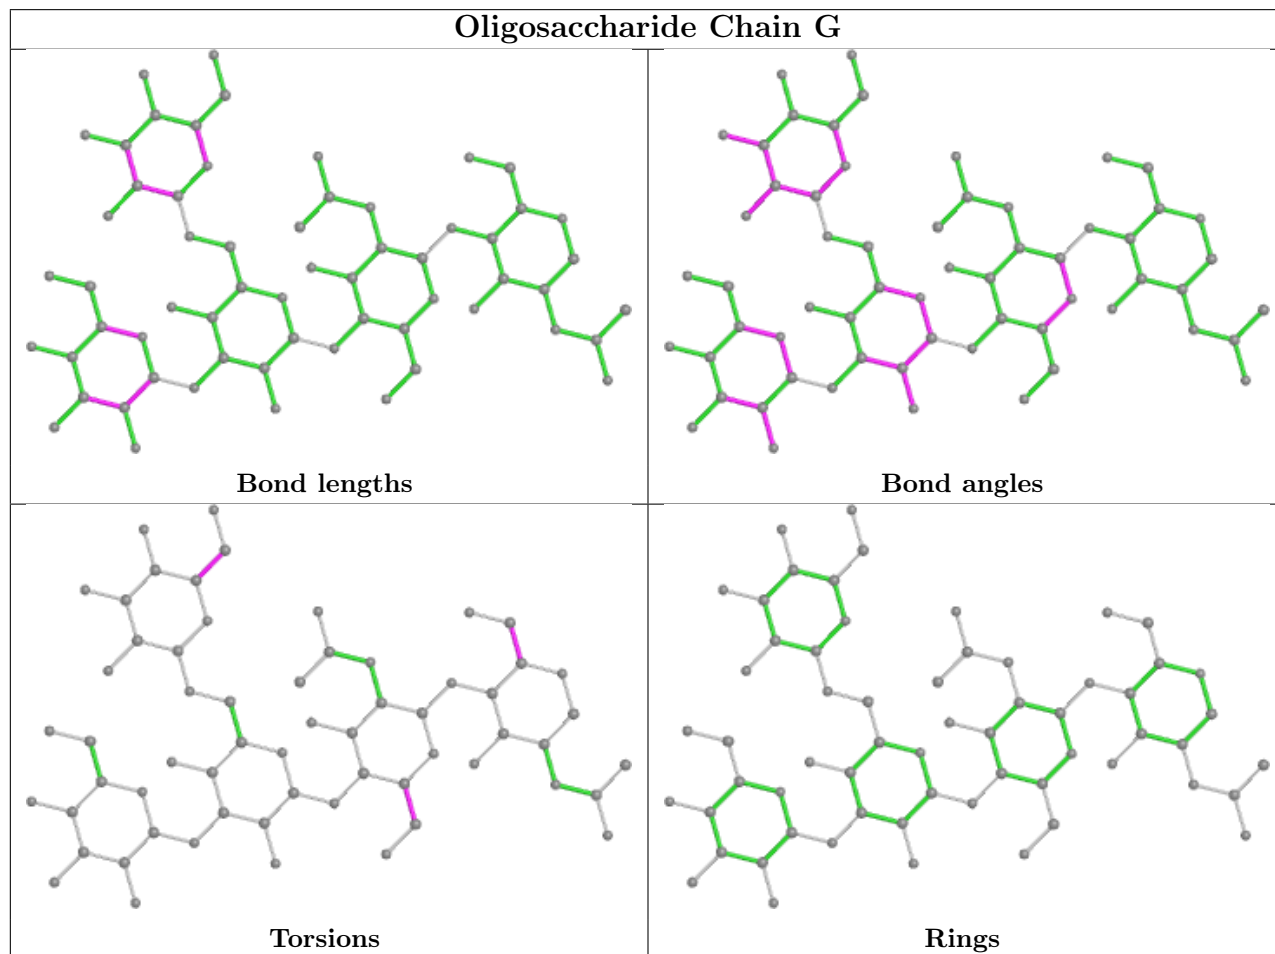 Oligosaccharide Chain G
Bond lengths
Bond angles
Torsions
Rings